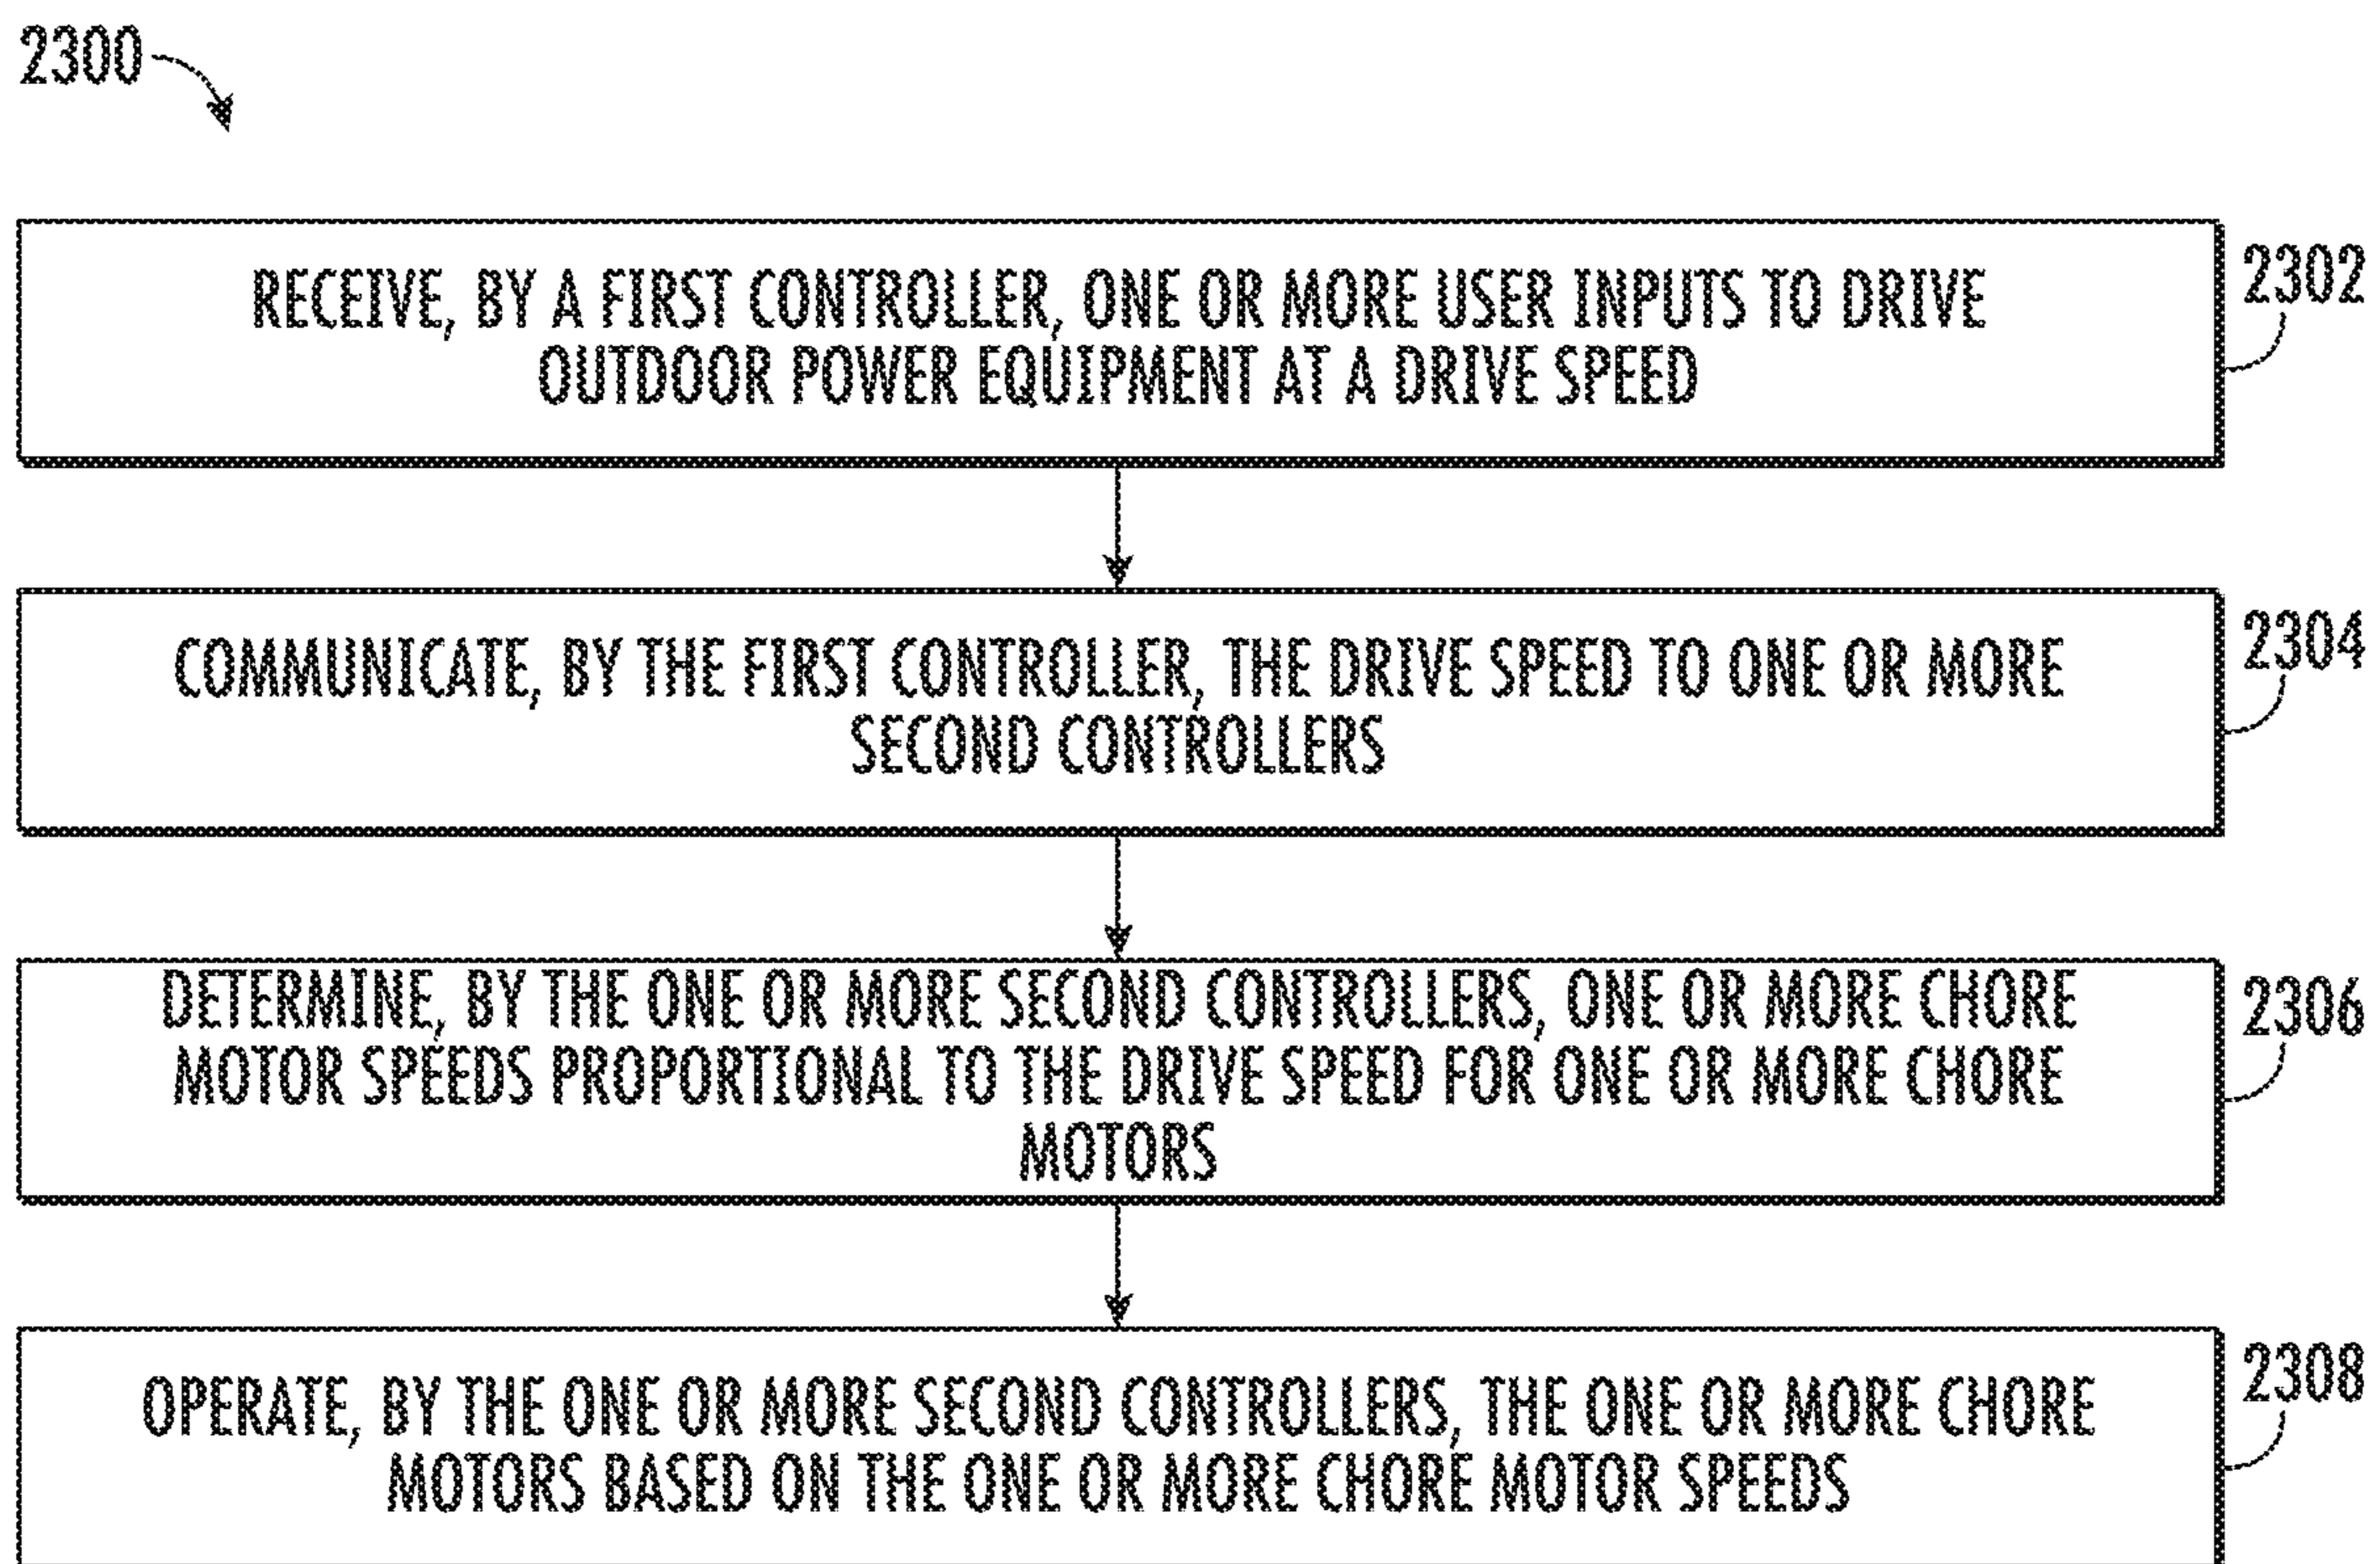 2300
RECEIVE, BY A FIRST CONTROLLER, ONE OR MORE USER INPUTS TO DRIVE
OUTDOOR POWER EQUIPMENT AT A DRIVE SPEED
2302
COMMUNICATE, BY THE FIRST CONTROLLER, THE DRIVE SPEED TO ONE OR MORE
SECOND CONTROLLERS
2304
DETERMINE, BY THE ONE OR MORE SECOND CONTROLLERS, ONE OR MORE CHORE
MOTOR SPEEDS PROPORTIONAL TO THE DRIVE SPEED FOR ONE OR MORE CHORE
MOTORS
2306
OPERATE, BY THE ONE OR MORE SECOND CONTROLLERS, THE ONE OR MORE CHORE
MOTORS BASED ON THE ONE OR MORE CHORE MOTOR SPEEDS
2308